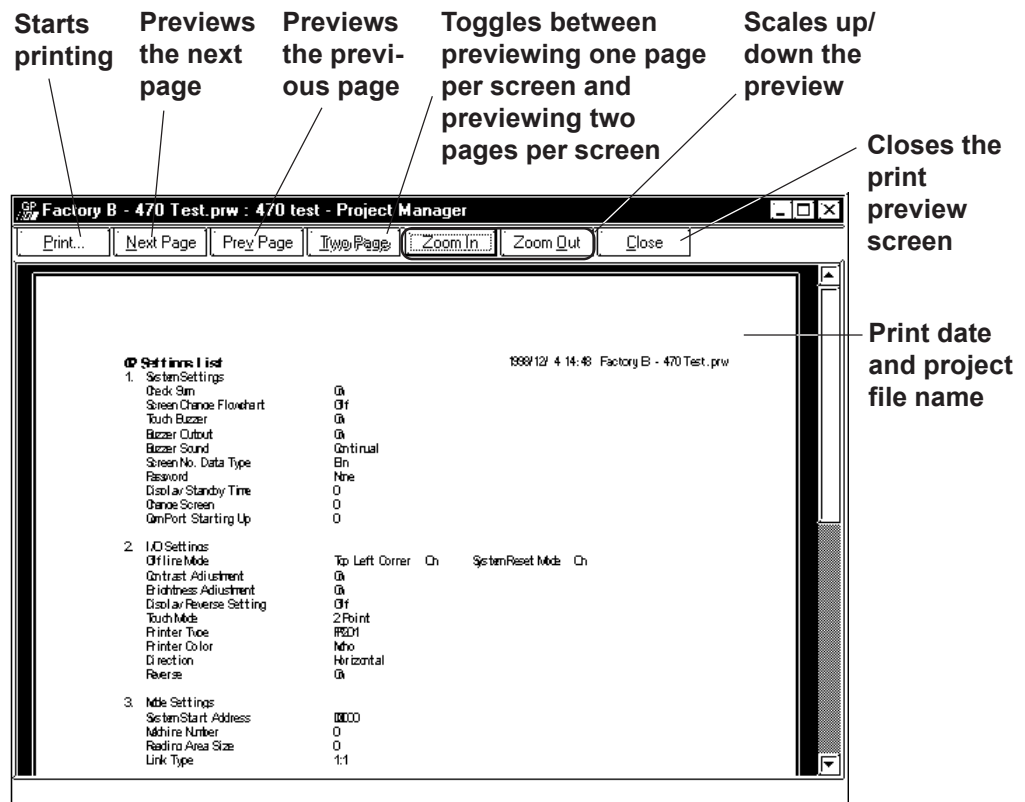 Starts
printing
Previews
the next
page
Previews
the previ-
ous page
Toggles between
previewing one page
per screen and
previewing two
pages per screen
Scales up/
down the
preview
Closes the
print
preview
screen
Print date
and project
file name
GP Factory B - 470 Test.prw : 470 test - Project Manager
Print... Next Page Prev Page Two Page Zoom In Zoom Out Close
GP Settings List 1998/12/ 4 14:48 Factory B - 470 Test.prw
1. System Settings
Check Sum On
Screen Change Flowchart Off
Touch Buzzer On
Buzzer Output On
Buzzer Sound Continual
Screen No. Data Type Bin
Password None
Display Standby Time 0
Change Screen 0
Com Port Starting Up 0
2. I/O Settings
Offline Mode Top Left Corner On System Reset Mode On
Contrast Adjustment On
Brightness Adjustment On
Display Reverse Setting Off
Touch Mode 2 Point
Printer Type
Printer Color Mono
Direction Horizontal
Reverse On
3. Mode Settings
System Start Address
Machine Number 0
Reading Area Size 0
Link Type 1:1